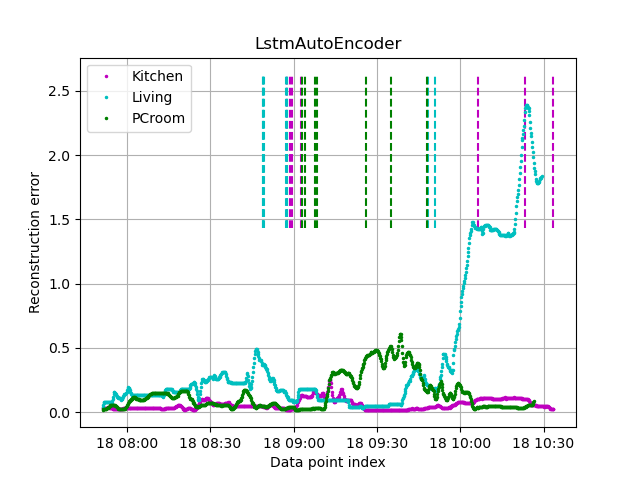 LstmAutoEncoder
Kitchen
Living
PCroom
2.5
2.0
1.5
1.0
0.5
0.0
Reconstruction error
18 08:00
18 08:30
18 09:00
18 09:30
18 10:00
18 10:30
Data point index